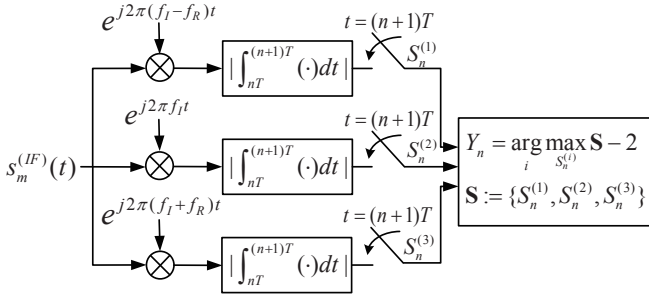 e^{j2π(f_I−f_R)t}
|∫_{nT}^{(n+1)T} (·)dt|
t=(n+1)T
S_n^{(1)}
e^{j2πf_I t}
s_m^{(IF)}(t)
|∫_{nT}^{(n+1)T} (·)dt|
t=(n+1)T
S_n^{(2)}
e^{j2π(f_I+f_R)t}
|∫_{nT}^{(n+1)T} (·)dt|
t=(n+1)T
S_n^{(3)}
Y_n = arg max_{i S_n^{(i)}} S − 2
S := {S_n^{(1)}, S_n^{(2)}, S_n^{(3)}}